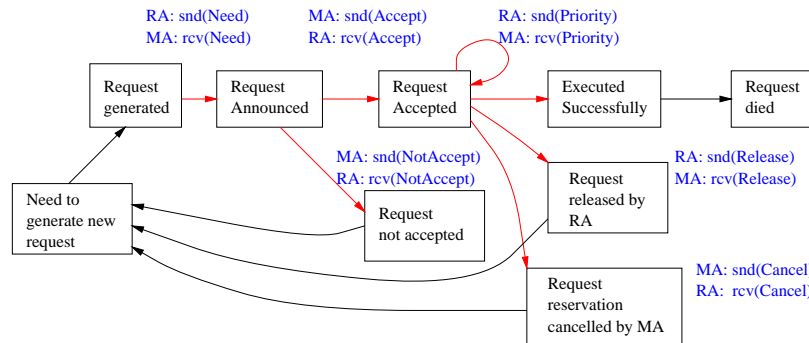 RA: snd(Need)
MA: rcv(Need)
MA: snd(Accept)
RA: rcv(Accept)
RA: snd(Priority)
MA: rcv(Priority)
Request
generated
Request
Announced
Request
Accepted
Executed
Successfully
Request
died
MA: snd(NotAccept)
RA: rcv(NotAccept)
RA: snd(Release)
MA: rcv(Release)
Need to
generate new
request
Request
not accepted
Request
released by
RA
MA: snd(Cancel)
RA: rcv(Cancel)
Request
reservation
cancelled by MA